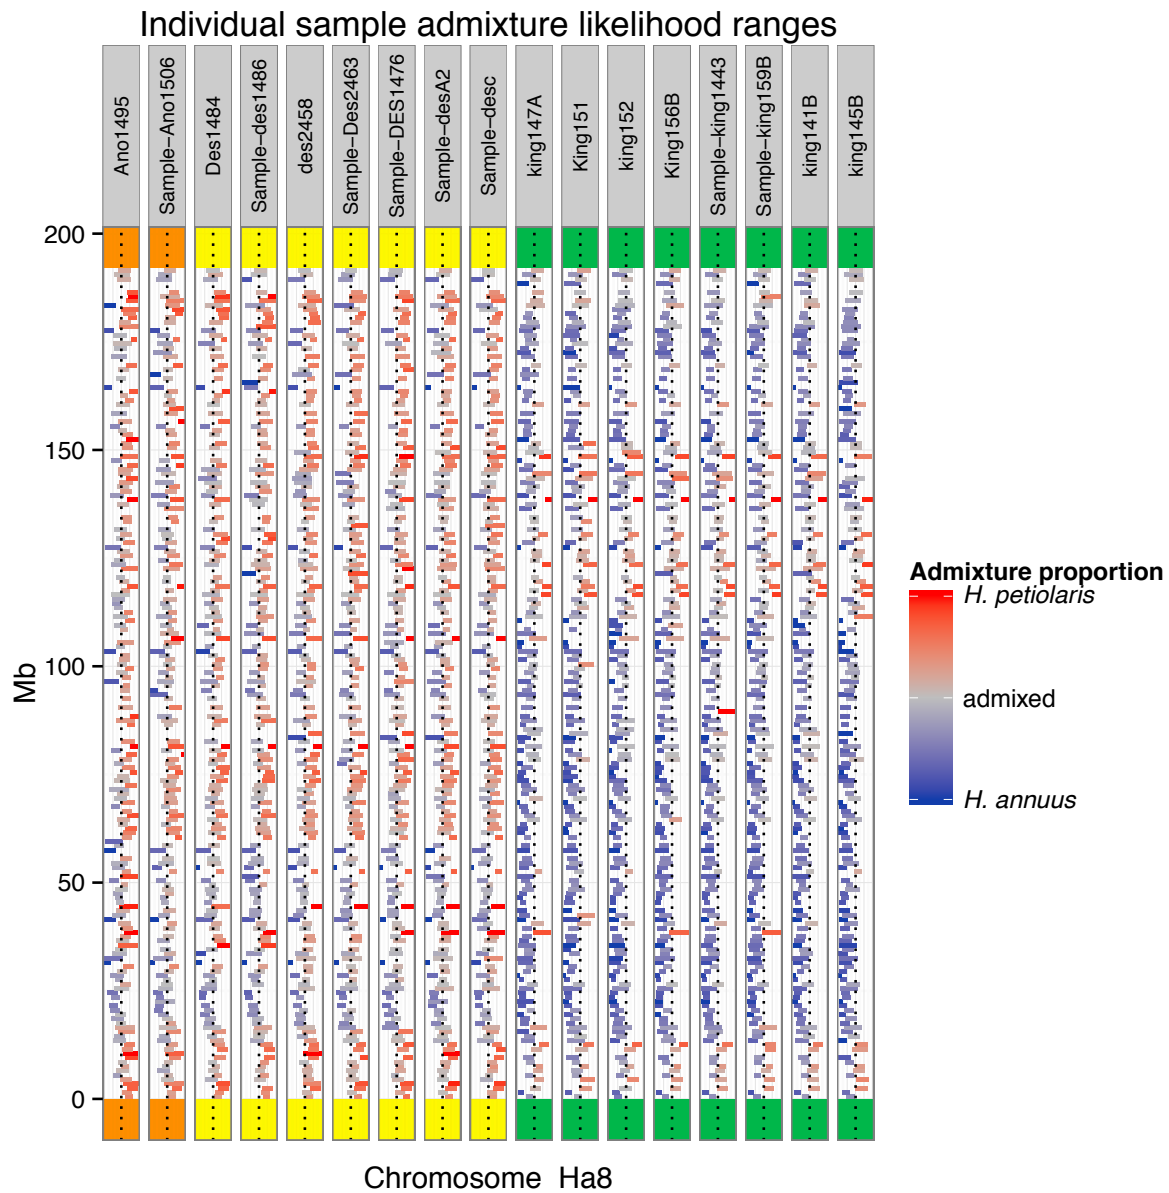 Individual sample admixture likelihood ranges
Ano1495
Sample−Ano1506
Des1484
Sample−des1486
des2458
Sample−Des2463
Sample−DES1476
Sample−desA2
Sample−desc
king147A
King151
king152
King156B
Sample−king1443
Sample−king159B
king141B
king145B
200
150
100
50
0
Mb
Chromosome Ha8
Admixture proportion
H. petiolaris
admixed
H. annuus